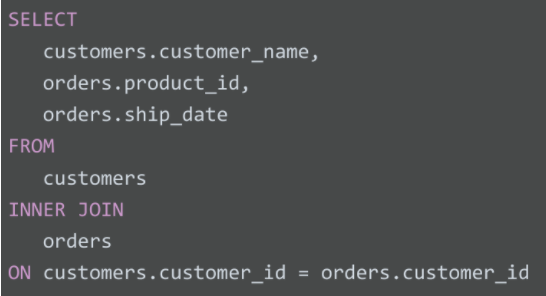 SELECT
customers.customer_name,
orders.product_id,
orders.ship_date
FROM
customers
INNER JOIN
orders
ON customers.customer_id = orders.customer_id